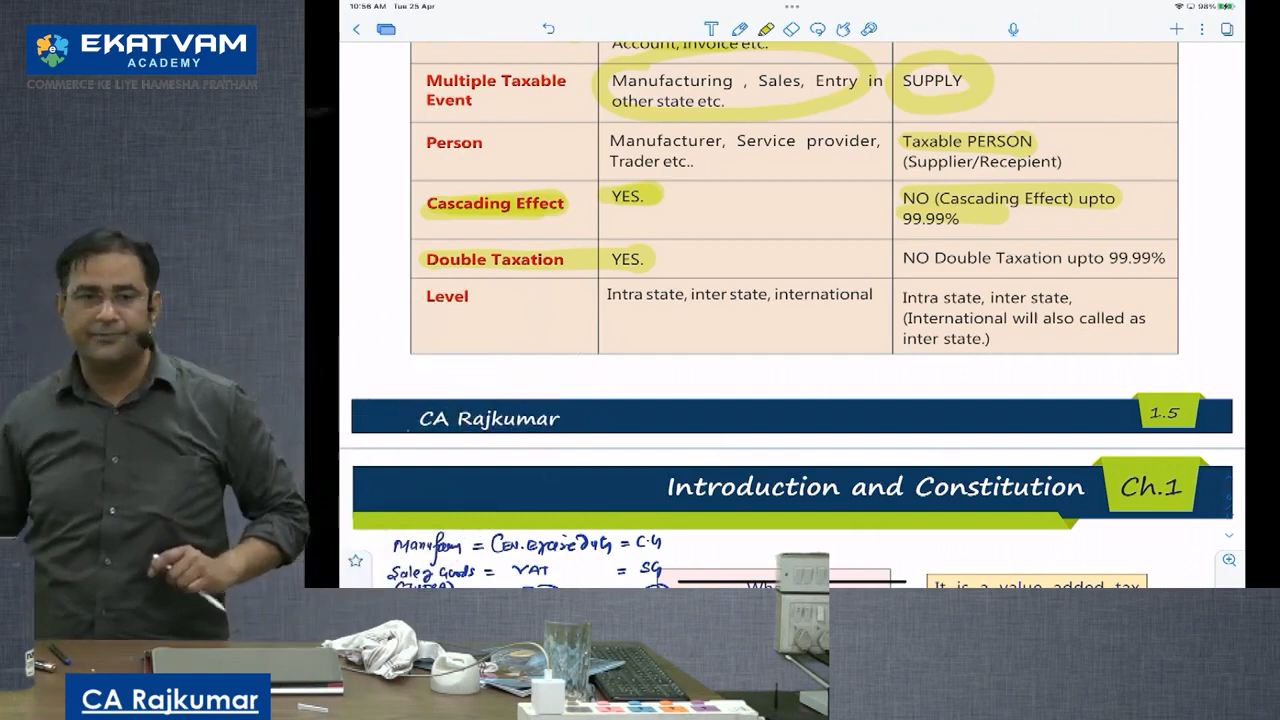 10:56 AM Tue 25 Apr
98%
EKATVAM
ACADEMY
COMMERCE KE LIYE HAMESHA PRATHAM
Account, Invoice etc.
Multiple Taxable
Event
Manufacturing , Sales, Entry in
other state etc.
SUPPLY
Person
Manufacturer, Service provider,
Trader etc..
Taxable PERSON
(Supplier/Recepient)
Cascading Effect
YES.
NO (Cascading Effect) upto
99.99%
Double Taxation
YES.
NO Double Taxation upto 99.99%
Level
Intra state, inter state, international
Intra state, inter state,
(International will also called as
inter state.)
CA Rajkumar
1.5
Introduction and Constitution
Ch.1
= Cen. Excise Duty = C.G
Sale of Goods = VAT = SG
It is a value added tax
CA Rajkumar